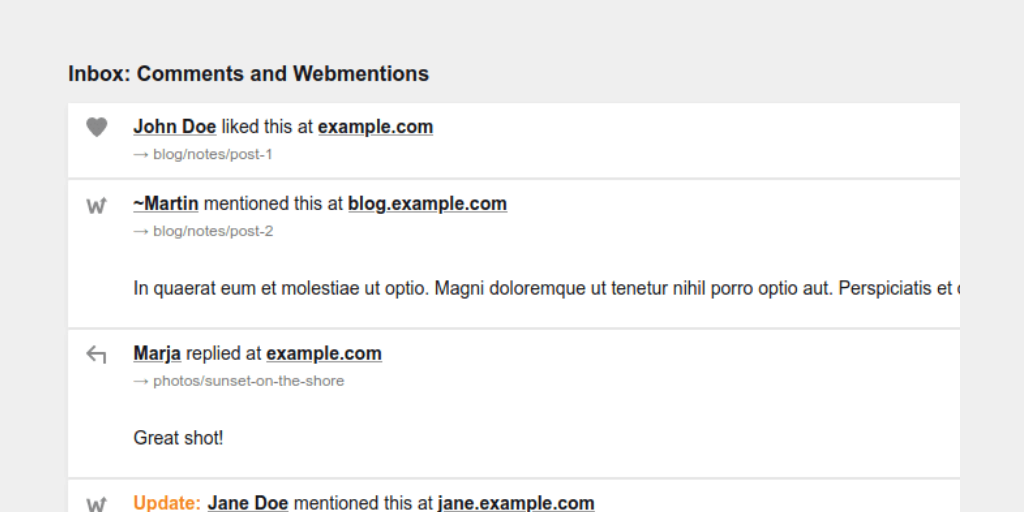 Inbox: Comments and Webmentions
John Doe liked this at example.com
→ blog/notes/post-1
~Martin mentioned this at blog.example.com
→ blog/notes/post-2
In quaerat eum et molestiae ut optio. Magni doloremque ut tenetur nihil porro optio aut. Perspiciatis et
Marja replied at example.com
→ photos/sunset-on-the-shore
Great shot!
Update: Jane Doe mentioned this at jane.example.com